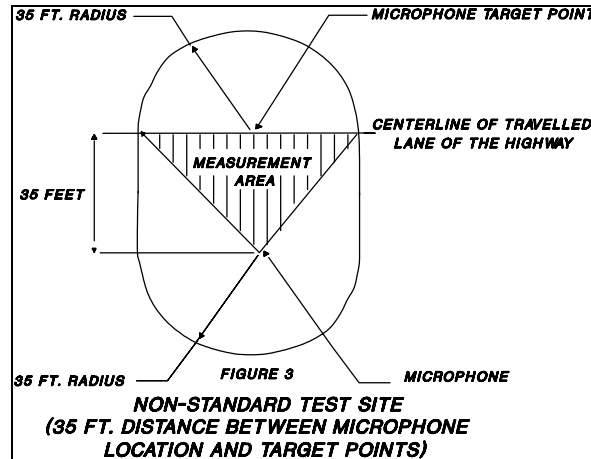 35 FT. RADIUS
MICROPHONE TARGET POINT
CENTERLINE OF TRAVELLED
LANE OF THE HIGHWAY
MEASUREMENT
AREA
35 FEET
35 FT. RADIUS
FIGURE 3
MICROPHONE
NON-STANDARD TEST SITE
(35 FT. DISTANCE BETWEEN MICROPHONE
LOCATION AND TARGET POINTS)